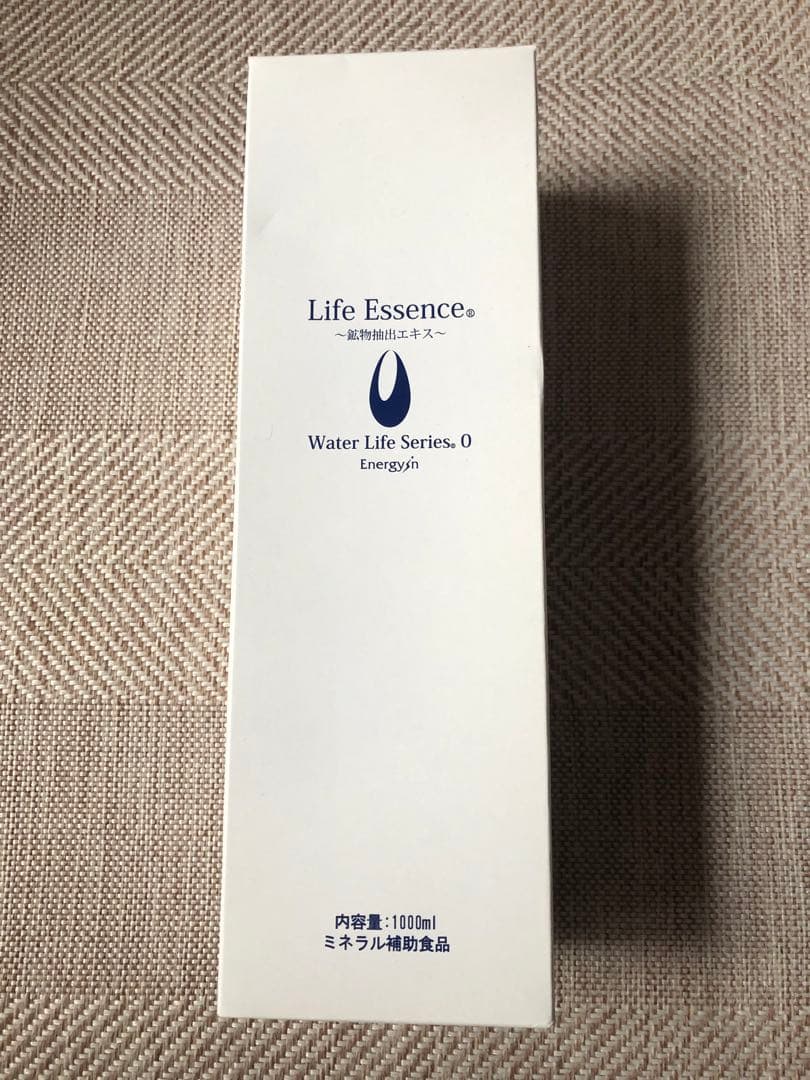 Life Essence®
～鉱物抽出エキス～
Water Life Series® 0
Energysin
内容量:1000ml
ミネラル補助食品